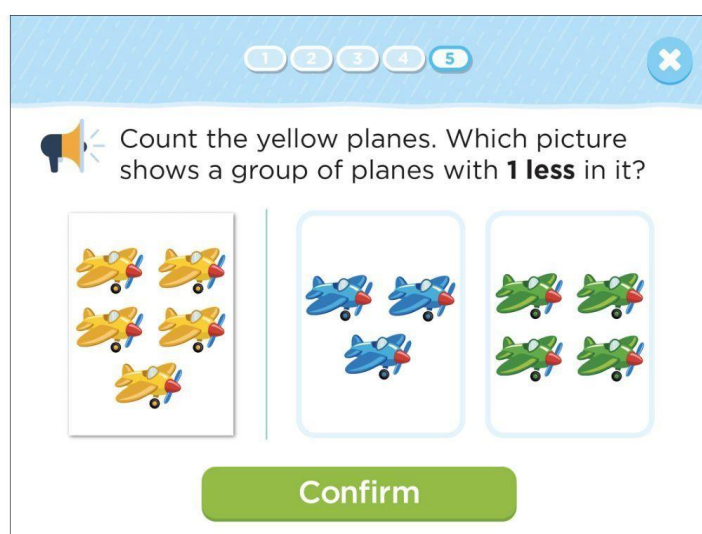 1 2 3 4 5
Count the yellow planes. Which picture
shows a group of planes with 1 less in it?
Confirm